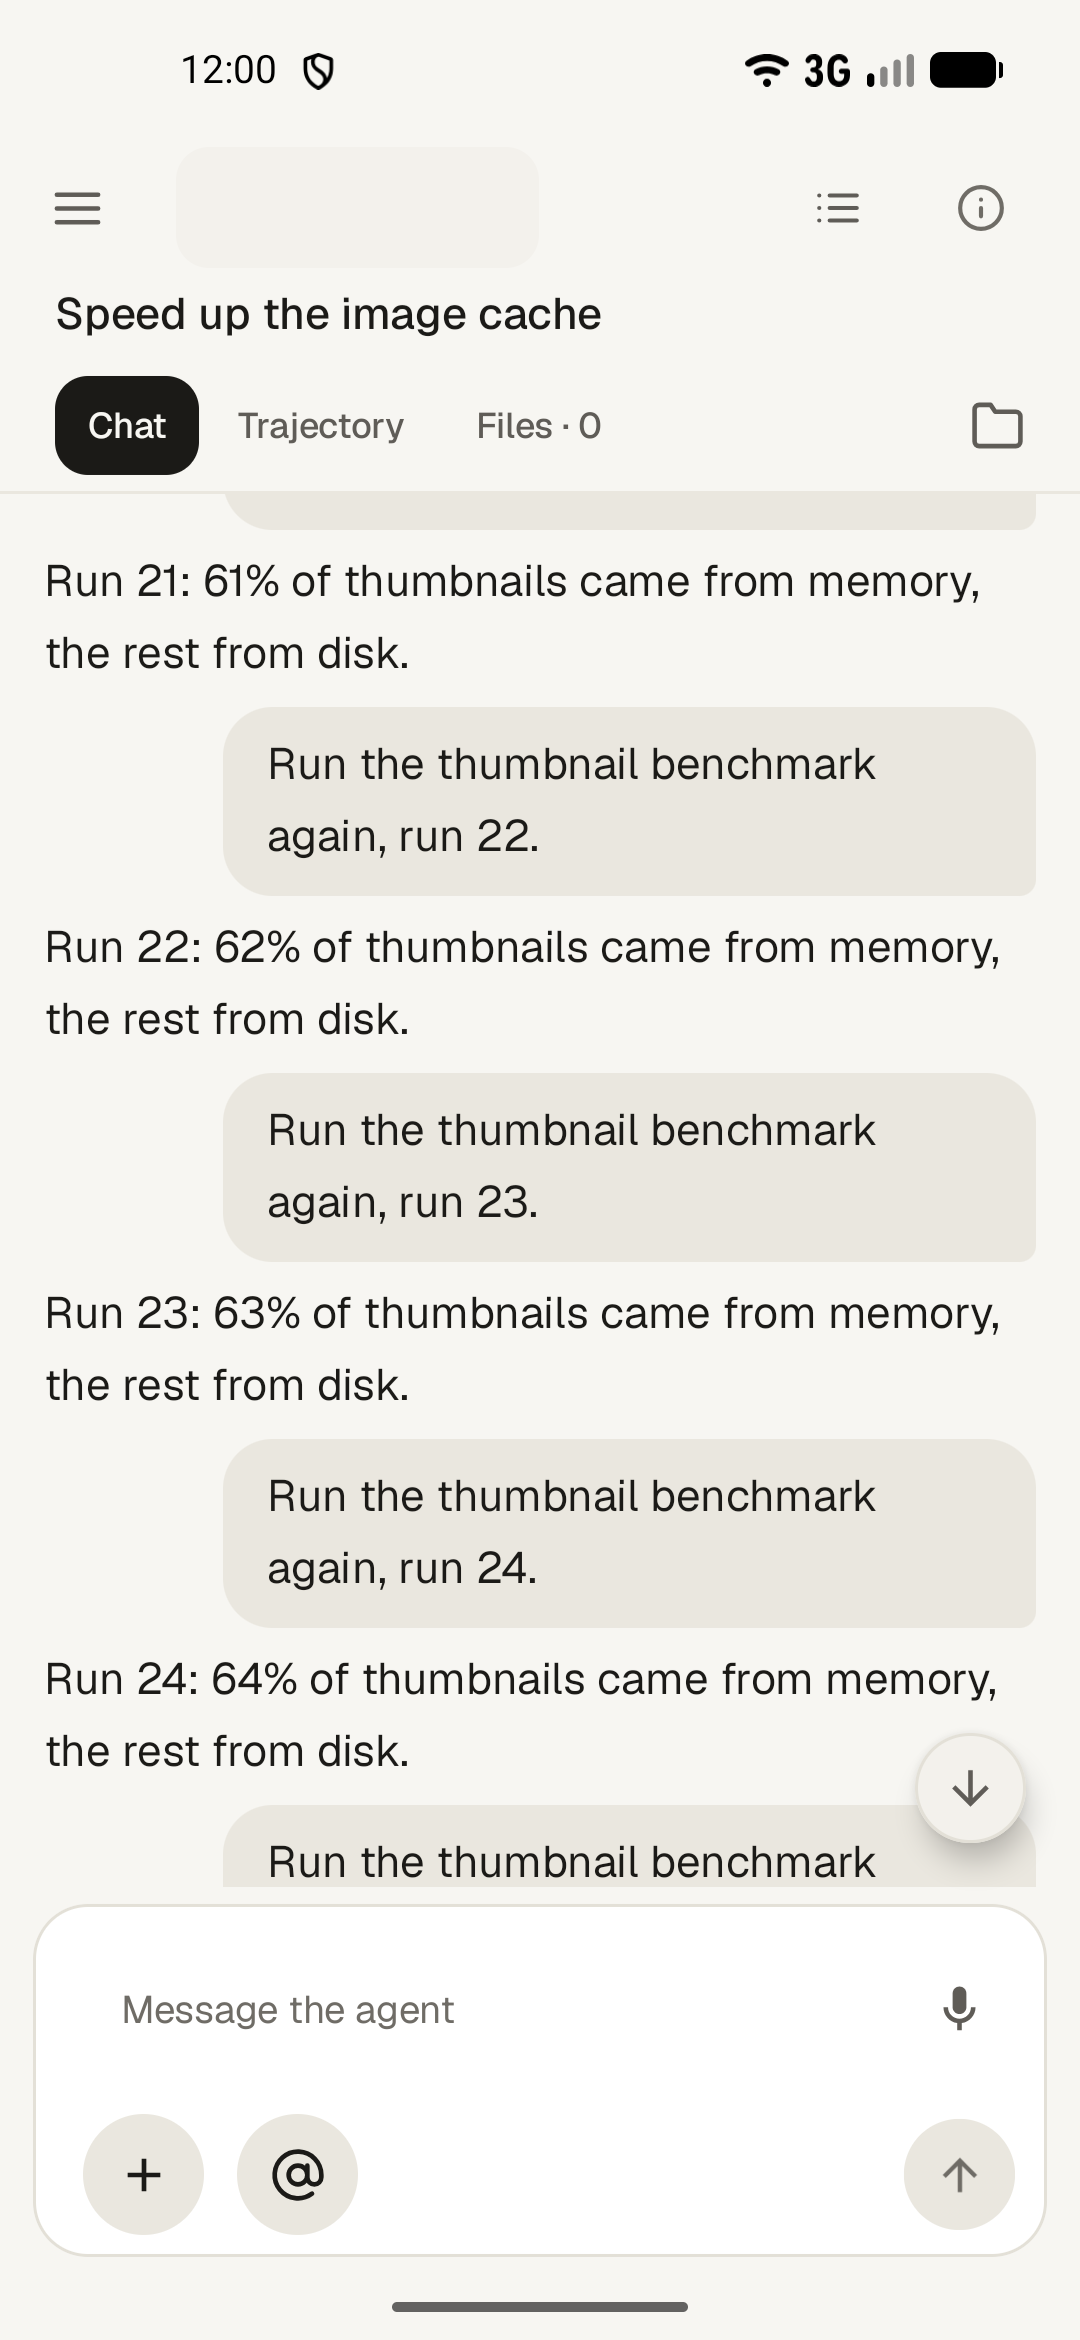 12:00
3G
Speed up the image cache
Chat
Trajectory
Files · 0
Run 21: 61% of thumbnails came from memory,
the rest from disk.
Run the thumbnail benchmark
again, run 22.
Run 22: 62% of thumbnails came from memory,
the rest from disk.
Run the thumbnail benchmark
again, run 23.
Run 23: 63% of thumbnails came from memory,
the rest from disk.
Run the thumbnail benchmark
again, run 24.
Run 24: 64% of thumbnails came from memory,
the rest from disk.
Run the thumbnail benchmark
Message the agent